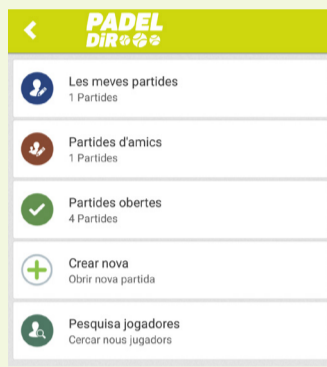 PADEL
DiR
Les meves partides
1 Partides
Partides d'amics
1 Partides
Partides obertes
4 Partides
Crear nova
Obrir nova partida
Pesquisa jogadores
Cercar nous jugadors